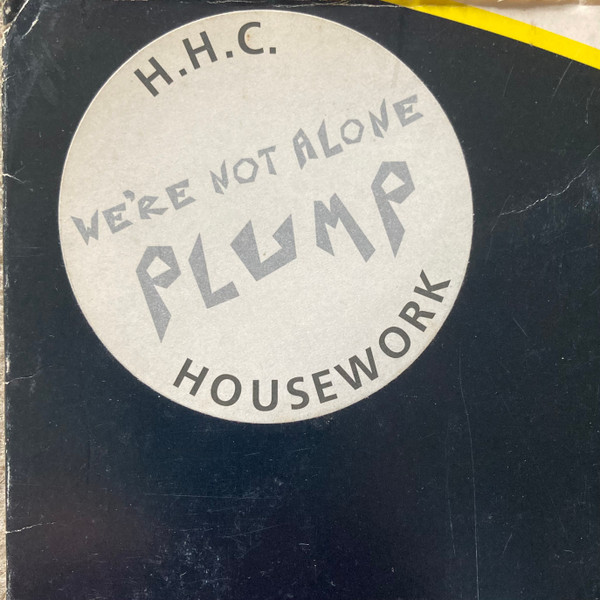 H.H.C.
WE'RE NOT ALONE
PLUMP
HOUSEWORK